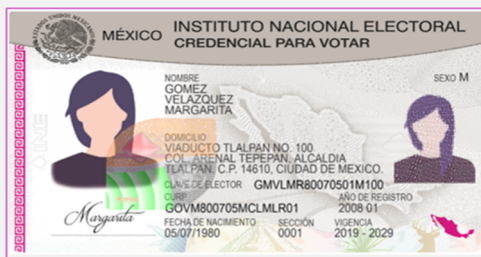 MÉXICO
INSTITUTO NACIONAL ELECTORAL
CREDENCIAL PARA VOTAR
NOMBRE
GOMEZ
VELAZQUEZ
MARGARITA
SEXO M
DOMICILIO
VIADUCTO TLALPAN NO. 100
COL. ARENAL TEPEPAN, ALCALDIA
TLALPAN, C.P. 14610, CIUDAD DE MEXICO.
CLAVE DE ELECTOR GMVLMR80070501M100
CURP
GOVM800705MCLMLR01
AÑO DE REGISTRO
2008 01
FECHA DE NACIMIENTO
05/07/1980
SECCIÓN
0001
VIGENCIA
2019 - 2029
Margarita
INE